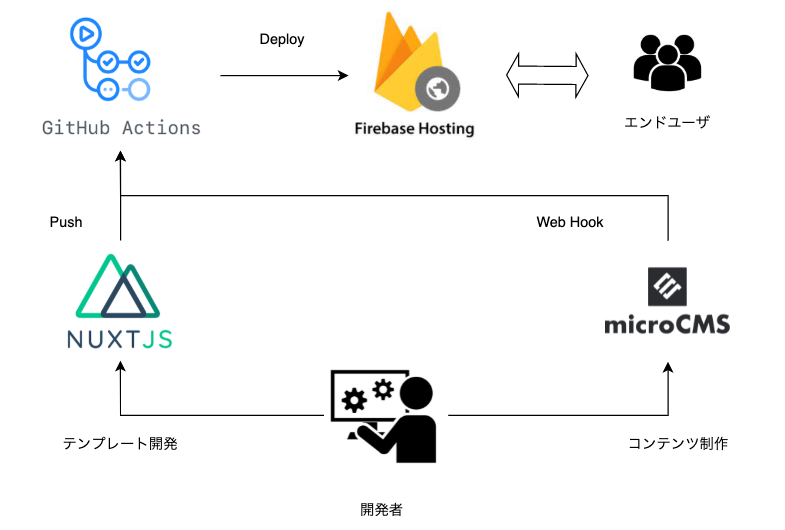 Deploy
GitHub Actions
Firebase Hosting
エンドユーザ
Push
Web Hook
NUXTJS
microCMS
テンプレート開発
コンテンツ制作
開発者